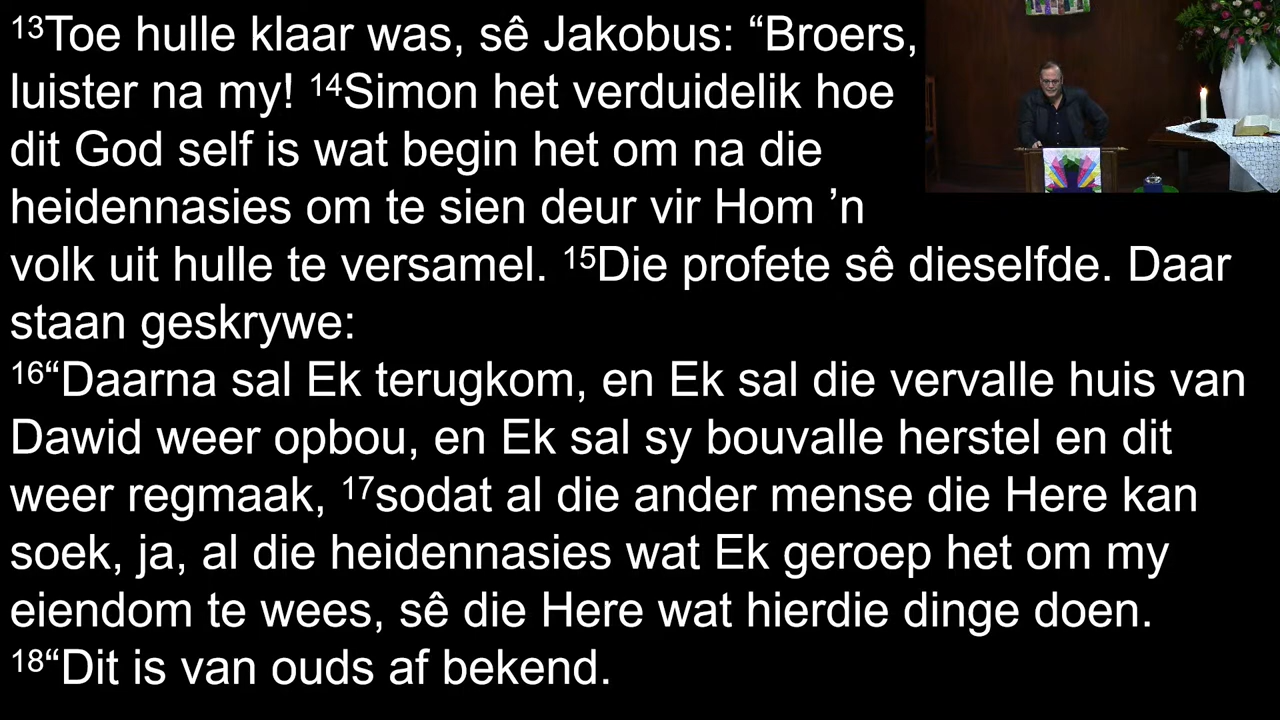 13Toe hulle klaar was, sê Jakobus: “Broers,
luister na my! 14Simon het verduidelik hoe
dit God self is wat begin het om na die
heidennasies om te sien deur vir Hom ’n
volk uit hulle te versamel. 15Die profete sê dieselfde. Daar
staan geskrywe:
16“Daarna sal Ek terugkom, en Ek sal die vervalle huis van
Dawid weer opbou, en Ek sal sy bouvalle herstel en dit
weer regmaak, 17sodat al die ander mense die Here kan
soek, ja, al die heidennasies wat Ek geroep het om my
eiendom te wees, sê die Here wat hierdie dinge doen.
18“Dit is van ouds af bekend.